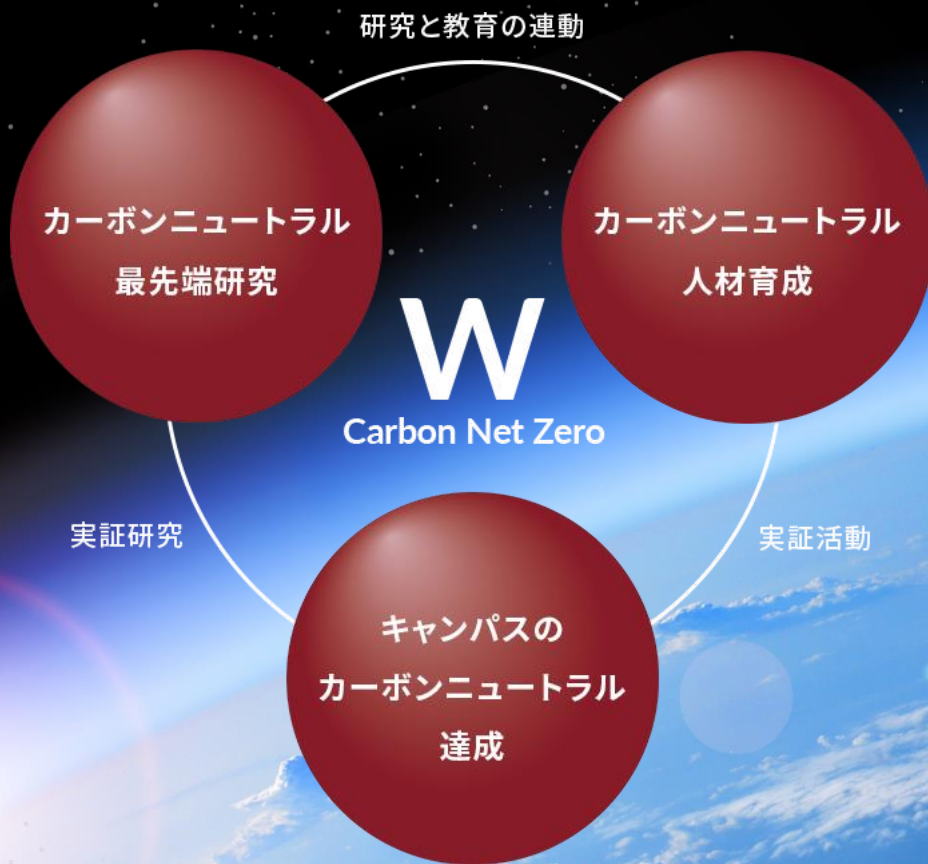 研究と教育の連動
カーボンニュートラル
最先端研究
カーボンニュートラル
人材育成
W
Carbon Net Zero
実証研究
実証活動
キャンパスの
カーボンニュートラル
達成